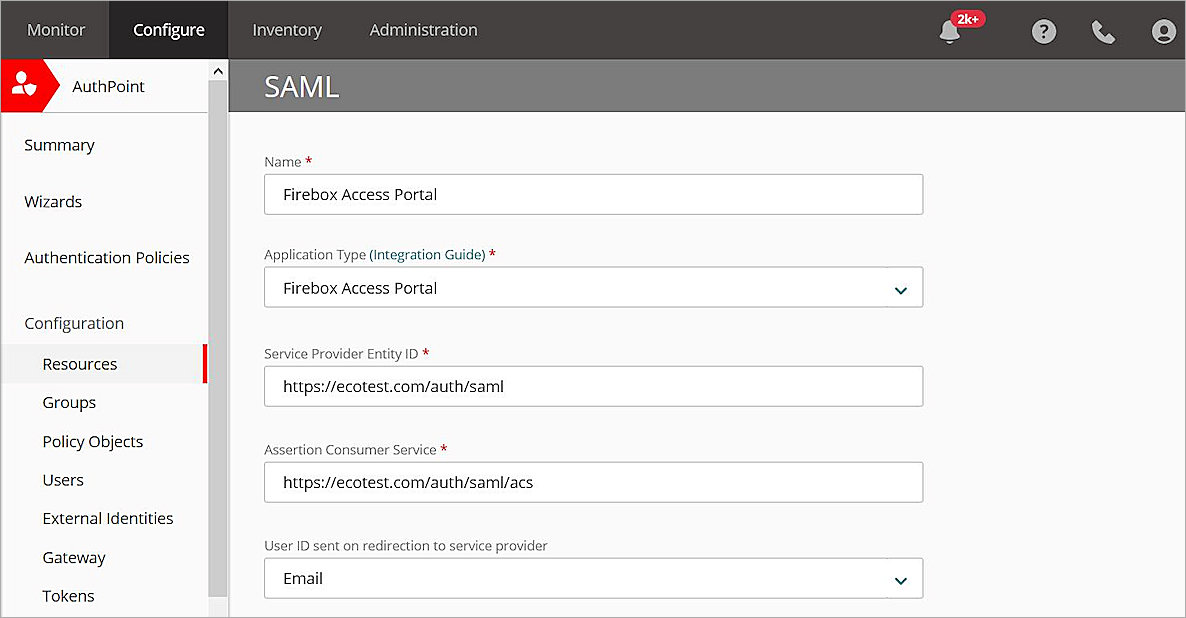 Monitor
Configure
Inventory
Administration
2k+
?
AuthPoint
Summary
Wizards
Authentication Policies
Configuration
Resources
Groups
Policy Objects
Users
External Identities
Gateway
Tokens
SAML
Name *
Firebox Access Portal
Application Type (Integration Guide) *
Firebox Access Portal
Service Provider Entity ID *
https://ecotest.com/auth/saml
Assertion Consumer Service *
https://ecotest.com/auth/saml/acs
User ID sent on redirection to service provider
Email